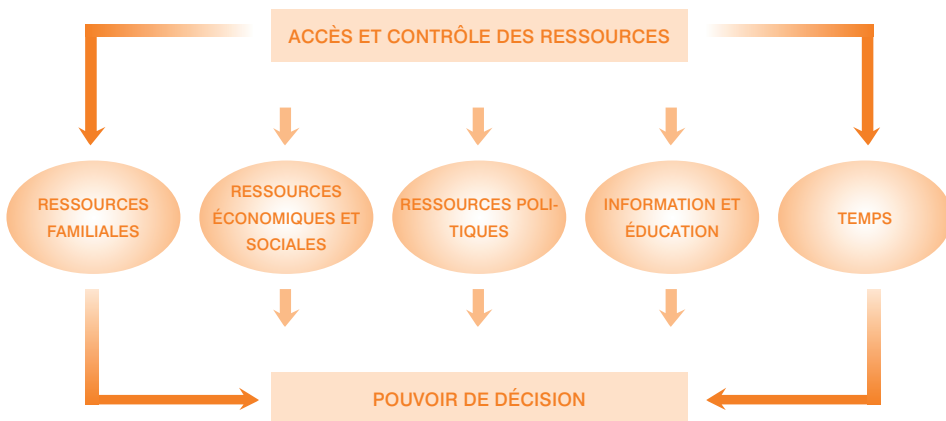 ACCÈS ET CONTRÔLE DES RESSOURCES
RESSOURCES
FAMILIALES
RESSOURCES
ÉCONOMIQUES ET
SOCIALES
RESSOURCES POLI-
TIQUES
INFORMATION ET
ÉDUCATION
TEMPS
POUVOIR DE DÉCISION